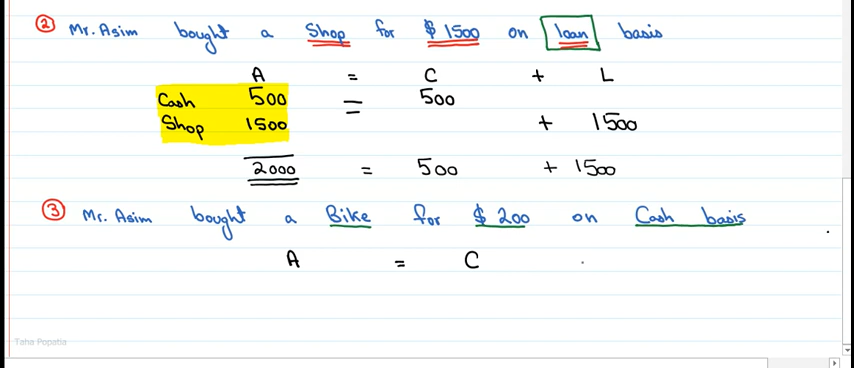 ② Mr. Asim bought a Shop for $ 1500 on loan basis
A = C + L
Cash 500 = 500
Shop 1500 + 1500
2000 = 500 + 1500
③ Mr. Asim bought a Bike for $ 200 on Cash basis
A = C
Taha Popatia